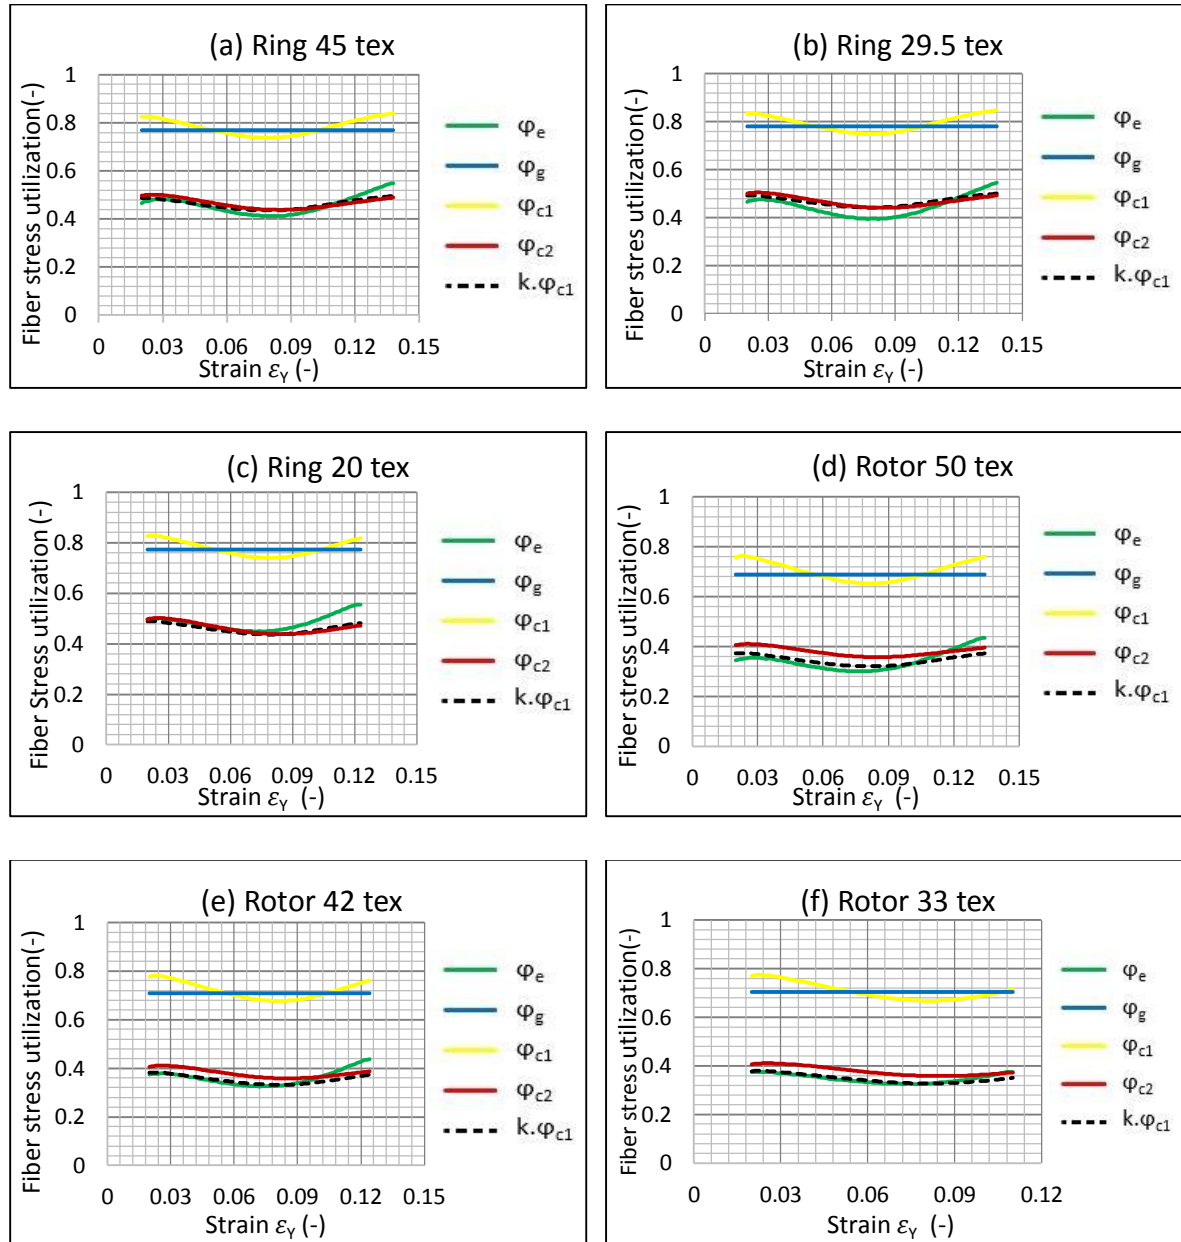 (a) Ring 45 tex
Fiber stress utilization(-)
1
0.8
0.6
0.4
0.2
0
0 0.03 0.06 0.09 0.12 0.15
Strain εY (-)
φe
φg
φc1
φc2
k.φc1
(b) Ring 29.5 tex
Fiber stres utilization(-)
1
0.8
0.6
0.4
0.2
0
0 0.03 0.06 0.09 0.12 0.15
Strain εY (-)
φe
φg
φc1
φc2
k.φc1
(c) Ring 20 tex
Fiber Stress utilization(-)
1
0.8
0.6
0.4
0.2
0
0 0.03 0.06 0.09 0.12 0.15
Strain εY (-)
φe
φg
φc1
φc2
k.φc1
(d) Rotor 50 tex
Fiber stress utilization(-)
1
0.8
0.6
0.4
0.2
0
0 0.03 0.06 0.09 0.12 0.15
Strain εY (-)
φe
φg
φc1
φc2
k.φc1
(e) Rotor 42 tex
Fiber stress utilization(-)
1
0.8
0.6
0.4
0.2
0
0 0.03 0.06 0.09 0.12 0.15
Strain εY (-)
φe
φg
φc1
φc2
k.φc1
(f) Rotor 33 tex
Fiber stress utilization(-)
1
0.8
0.6
0.4
0.2
0
0 0.03 0.06 0.09 0.12
Strain εY (-)
φe
φg
φc1
φc2
k.φc1